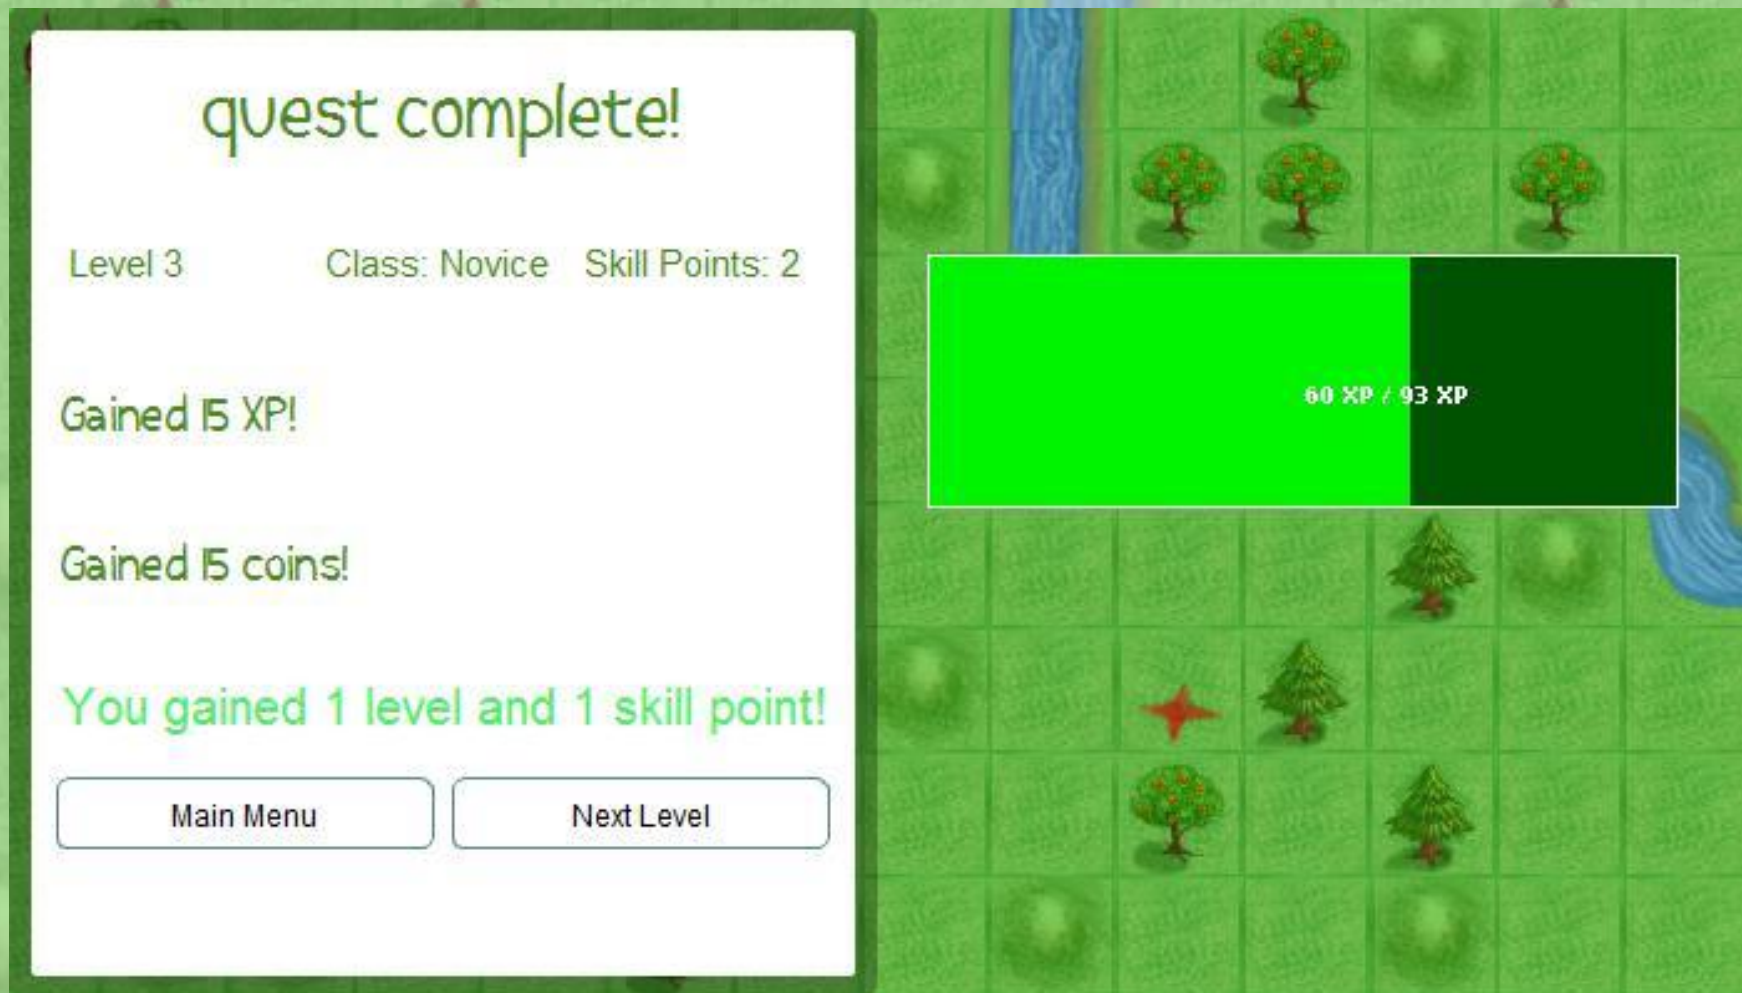 quest complete!
Level 3 Class: Novice Skill Points: 2
Gained 15 XP!
60 XP / 93 XP
Gained 15 coins!
You gained 1 level and 1 skill point!
Main Menu Next Level